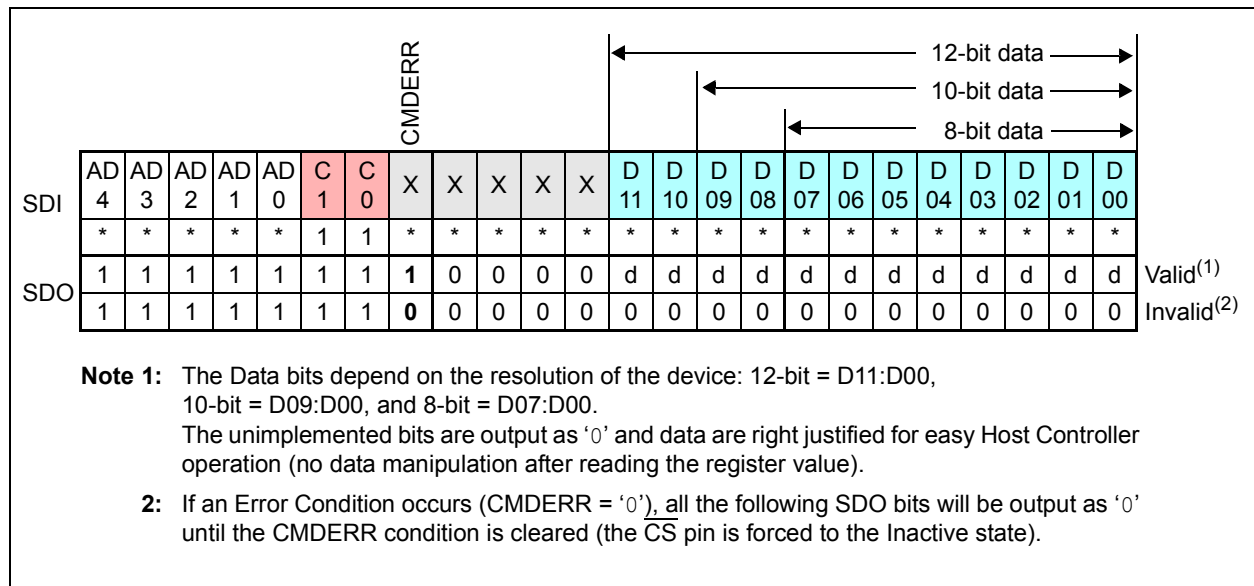 CMDERR
12-bit data
10-bit data
8-bit data
SDI AD4 AD3 AD2 AD1 AD0 C1 C0 X X X X X D11 D10 D09 D08 D07 D06 D05 D04 D03 D02 D01 D00
* * * * * 1 1 * * * * * * * * * * * * * * * * *
SDO 1 1 1 1 1 1 1 1 0 0 0 0 d d d d d d d d d d d d Valid(1)
1 1 1 1 1 1 1 0 0 0 0 0 0 0 0 0 0 0 0 0 0 0 0 0 Invalid(2)
Note 1: The Data bits depend on the resolution of the device: 12-bit = D11:D00,
10-bit = D09:D00, and 8-bit = D07:D00.
The unimplemented bits are output as ‘0’ and data are right justified for easy Host Controller
operation (no data manipulation after reading the register value).
2: If an Error Condition occurs (CMDERR = ‘0’), all the following SDO bits will be output as ‘0’
until the CMDERR condition is cleared (the CS pin is forced to the Inactive state).